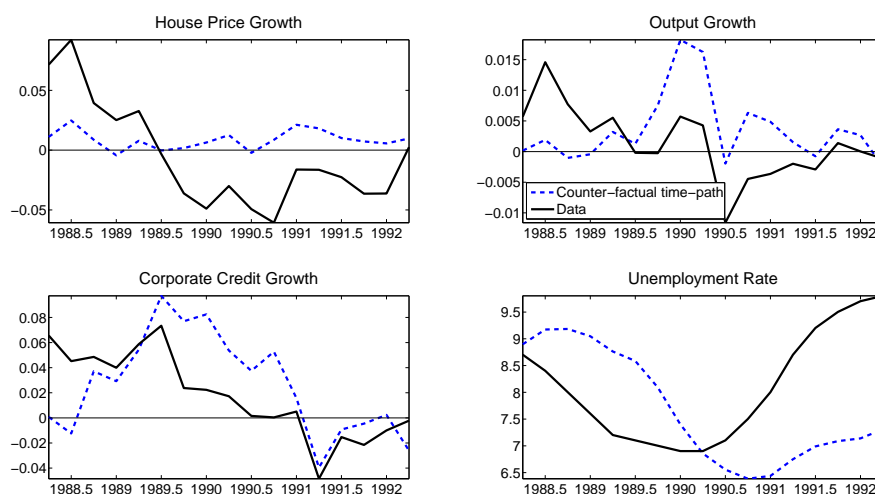 House Price Growth
0.05
0
−0.05
1988.5 1989 1989.5 1990 1990.5 1991 1991.5 1992
Output Growth
0.015
0.01
0.005
0
−0.005
−0.01
Counter−factual time−path
Data
1988.5 1989 1989.5 1990 1990.5 1991 1991.5 1992
Corporate Credit Growth
0.08
0.06
0.04
0.02
0
−0.02
−0.04
1988.5 1989 1989.5 1990 1990.5 1991 1991.5 1992
Unemployment Rate
9.5
9
8.5
8
7.5
7
6.5
1988.5 1989 1989.5 1990 1990.5 1991 1991.5 1992